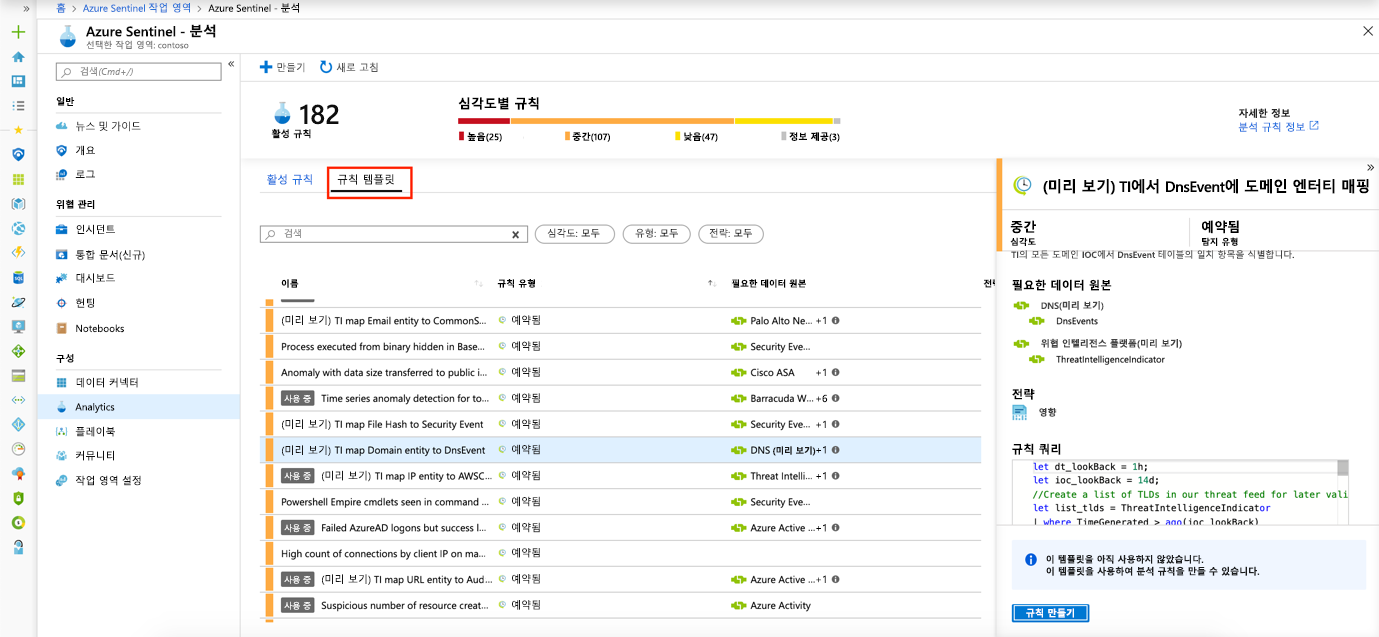 » 홈 > Azure Sentinel 작업 영역 > Azure Sentinel - 분석
Azure Sentinel - 분석
선택한 작업 영역: contoso
검색(Cmd+/) «
일반
뉴스 및 가이드
개요
로그
위협 관리
인시던트
통합 문서(신규)
대시보드
헌팅
Notebooks
구성
데이터 커넥터
Analytics
플레이북
커뮤니티
작업 영역 설정
만들기 새로 고침
182
활성 규칙
심각도별 규칙
높음(25) 중간(107) 낮음(47) 정보 제공(3)
자세한 정보
분석 규칙 정보
활성 규칙 규칙 템플릿
검색 x 심각도: 모두 유형: 모두 전략: 모두
이름 규칙 유형 필요한 데이터 원본 전략
(미리 보기) TI map Email entity to CommonS... 예약됨 Palo Alto Ne... +1
Process executed from binary hidden in Base... 예약됨 Security Eve...
Anomaly with data size transferred to public i... 예약됨 Cisco ASA +1
사용 중 Time series anomaly detection for to... 예약됨 Barracuda W... +6
(미리 보기) TI map File Hash to Security Event 예약됨 Security Eve... +1
(미리 보기) TI map Domain entity to DnsEvent 예약됨 DNS (미리 보기)+1
사용 중 (미리 보기) TI map IP entity to AWSC... 예약됨 Threat Intelli... +1
Powershell Empire cmdlets seen in command ... 예약됨 Security Eve...
사용 중 Failed AzureAD logons but success l... 예약됨 Azure Active ...+1
High count of connections by client IP on ma... 예약됨
사용 중 (미리 보기) TI map URL entity to Aud... 예약됨 Azure Active ...+1
사용 중 Suspicious number of resource creat... 예약됨 Azure Activity
»
(미리 보기) TI에서 DnsEvent에 도메인 엔터티 매핑
중간 예약됨
심각도 탐지 유형
TI의 모든 도메인 IOC에서 DnsEvent 테이블의 일치 항목을 식별합니다.
필요한 데이터 원본
DNS(미리 보기)
DnsEvents
위협 인텔리전스 플랫폼(미리 보기)
ThreatIntelligenceIndicator
전략
영향
규칙 쿼리
let dt_lookBack = 1h;
let ioc_lookBack = 14d;
//Create a list of TLDs in our threat feed for later vali
let list_tlds = ThreatIntelligenceIndicator
| where TimeGenerated > ago(ioc_lookBack)
이 템플릿을 아직 사용하지 않았습니다.
이 템플릿을 사용하여 분석 규칙을 만들 수 있습니다.
규칙 만들기